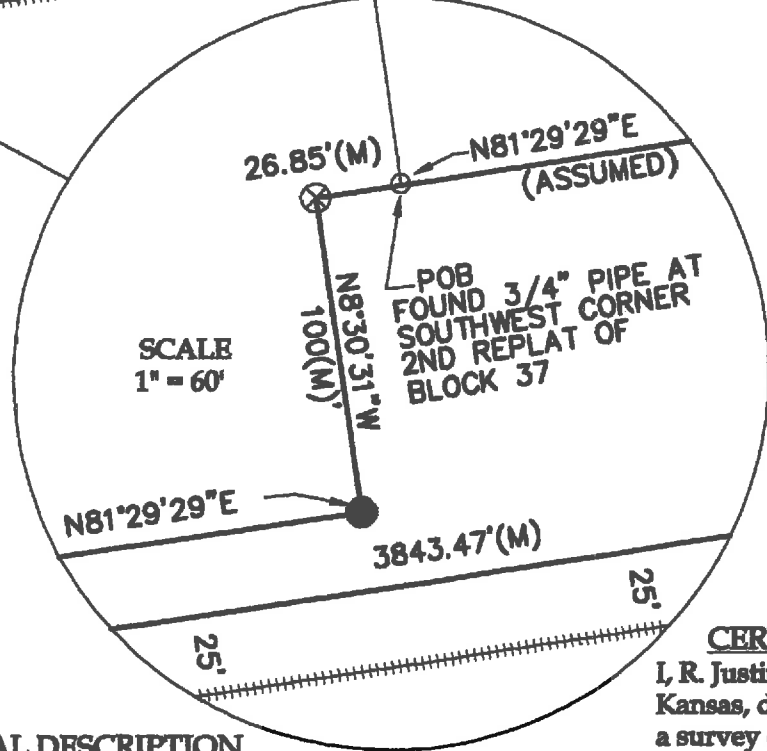 26.85'(M)
N81°29'29"E
(ASSUMED)
POB
FOUND 3/4" PIPE AT
SOUTHWEST CORNER
2ND REPLAT OF
BLOCK 37
N8°30'31"W
100(M)'
SCALE
1" = 60'
N81°29'29"E
3843.47'(M)
25'
25'
CER
I, R. Justi
Kansas, d
a survey
AL DESCRIPTION